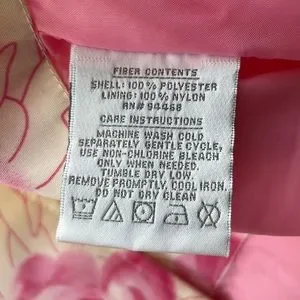 FIBER CONTENTS
SHELL: 100% POLYESTER
LINING: 100% NYLON
RN# 94468
CARE INSTRUCTIONS
MACHINE WASH COLD
SEPARATELY GENTLE CYCLE,
USE NON-CHLORINE BLEACH
ONLY WHEN NEEDED.
TUMBLE DRY LOW.
REMOVE PROMPTLY, COOL IRON,
DO NOT DRY CLEAN